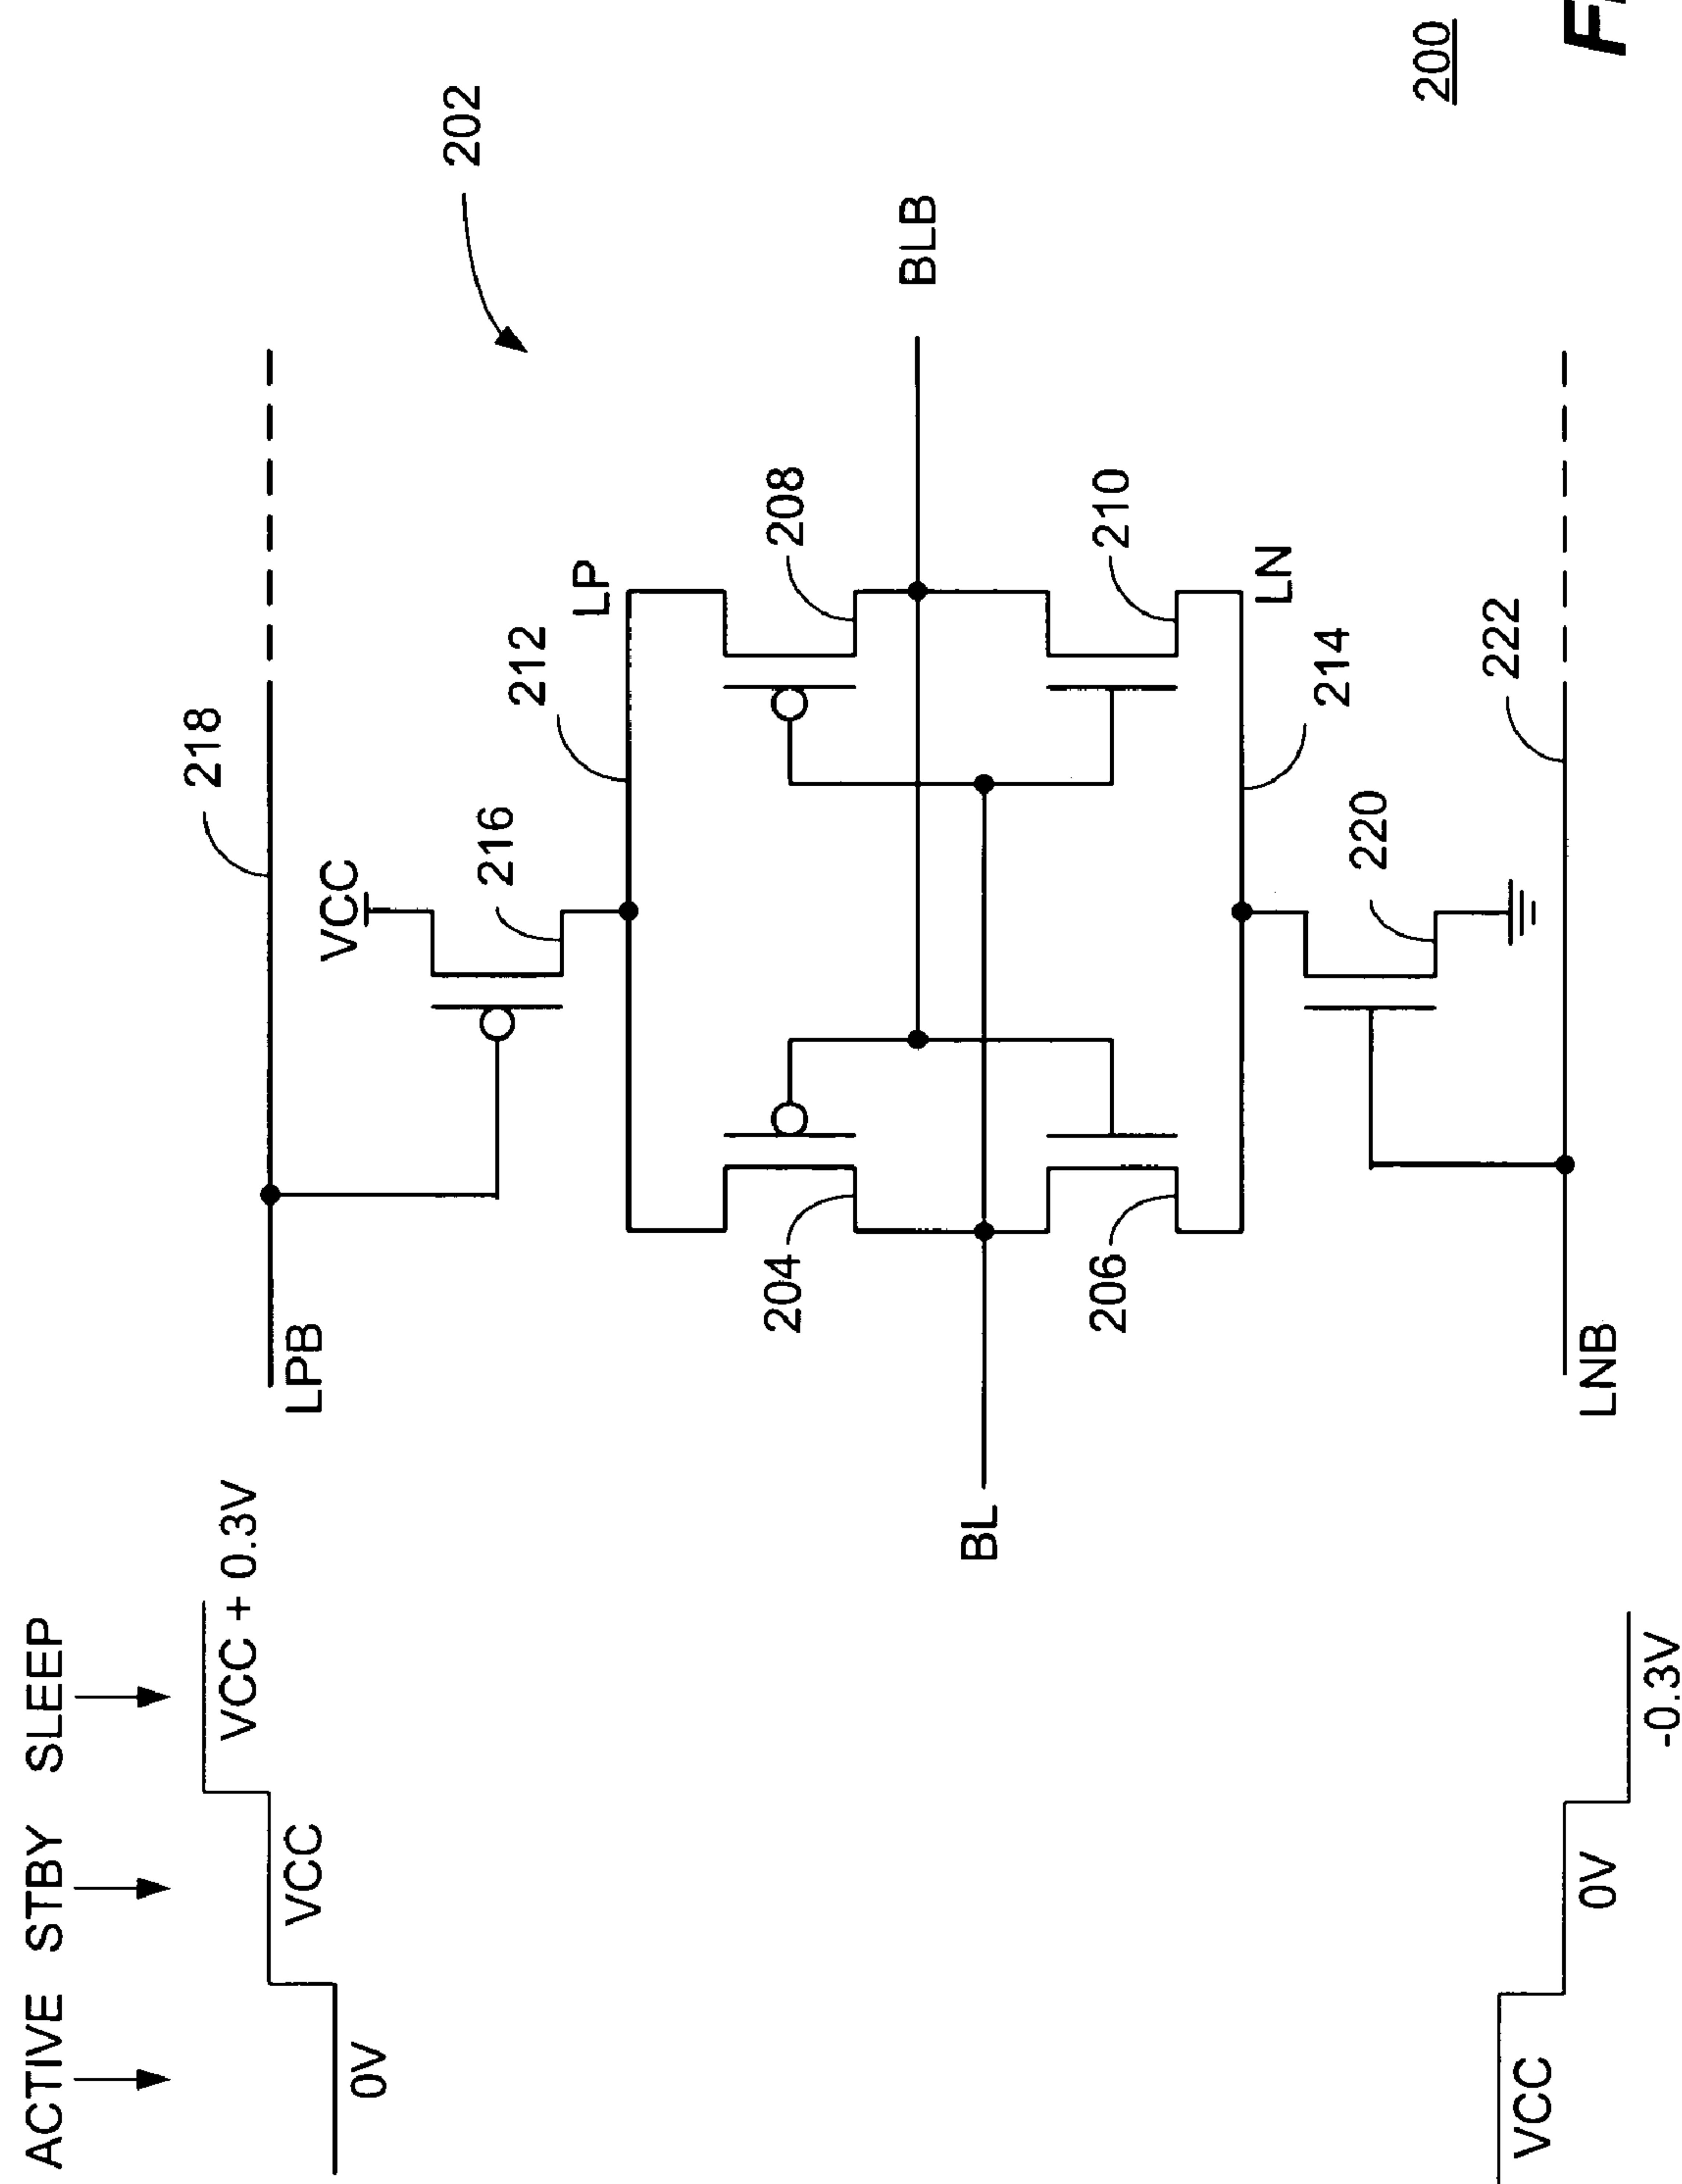 ACTIVE STBY SLEEP
VCC + 0.3V
VCC
0V
LPB
218
VCC
216
212
LP
202
204
208
BL
BLB
206
210
LN
214
220
222
LNB
VCC
0V
-0.3V
200